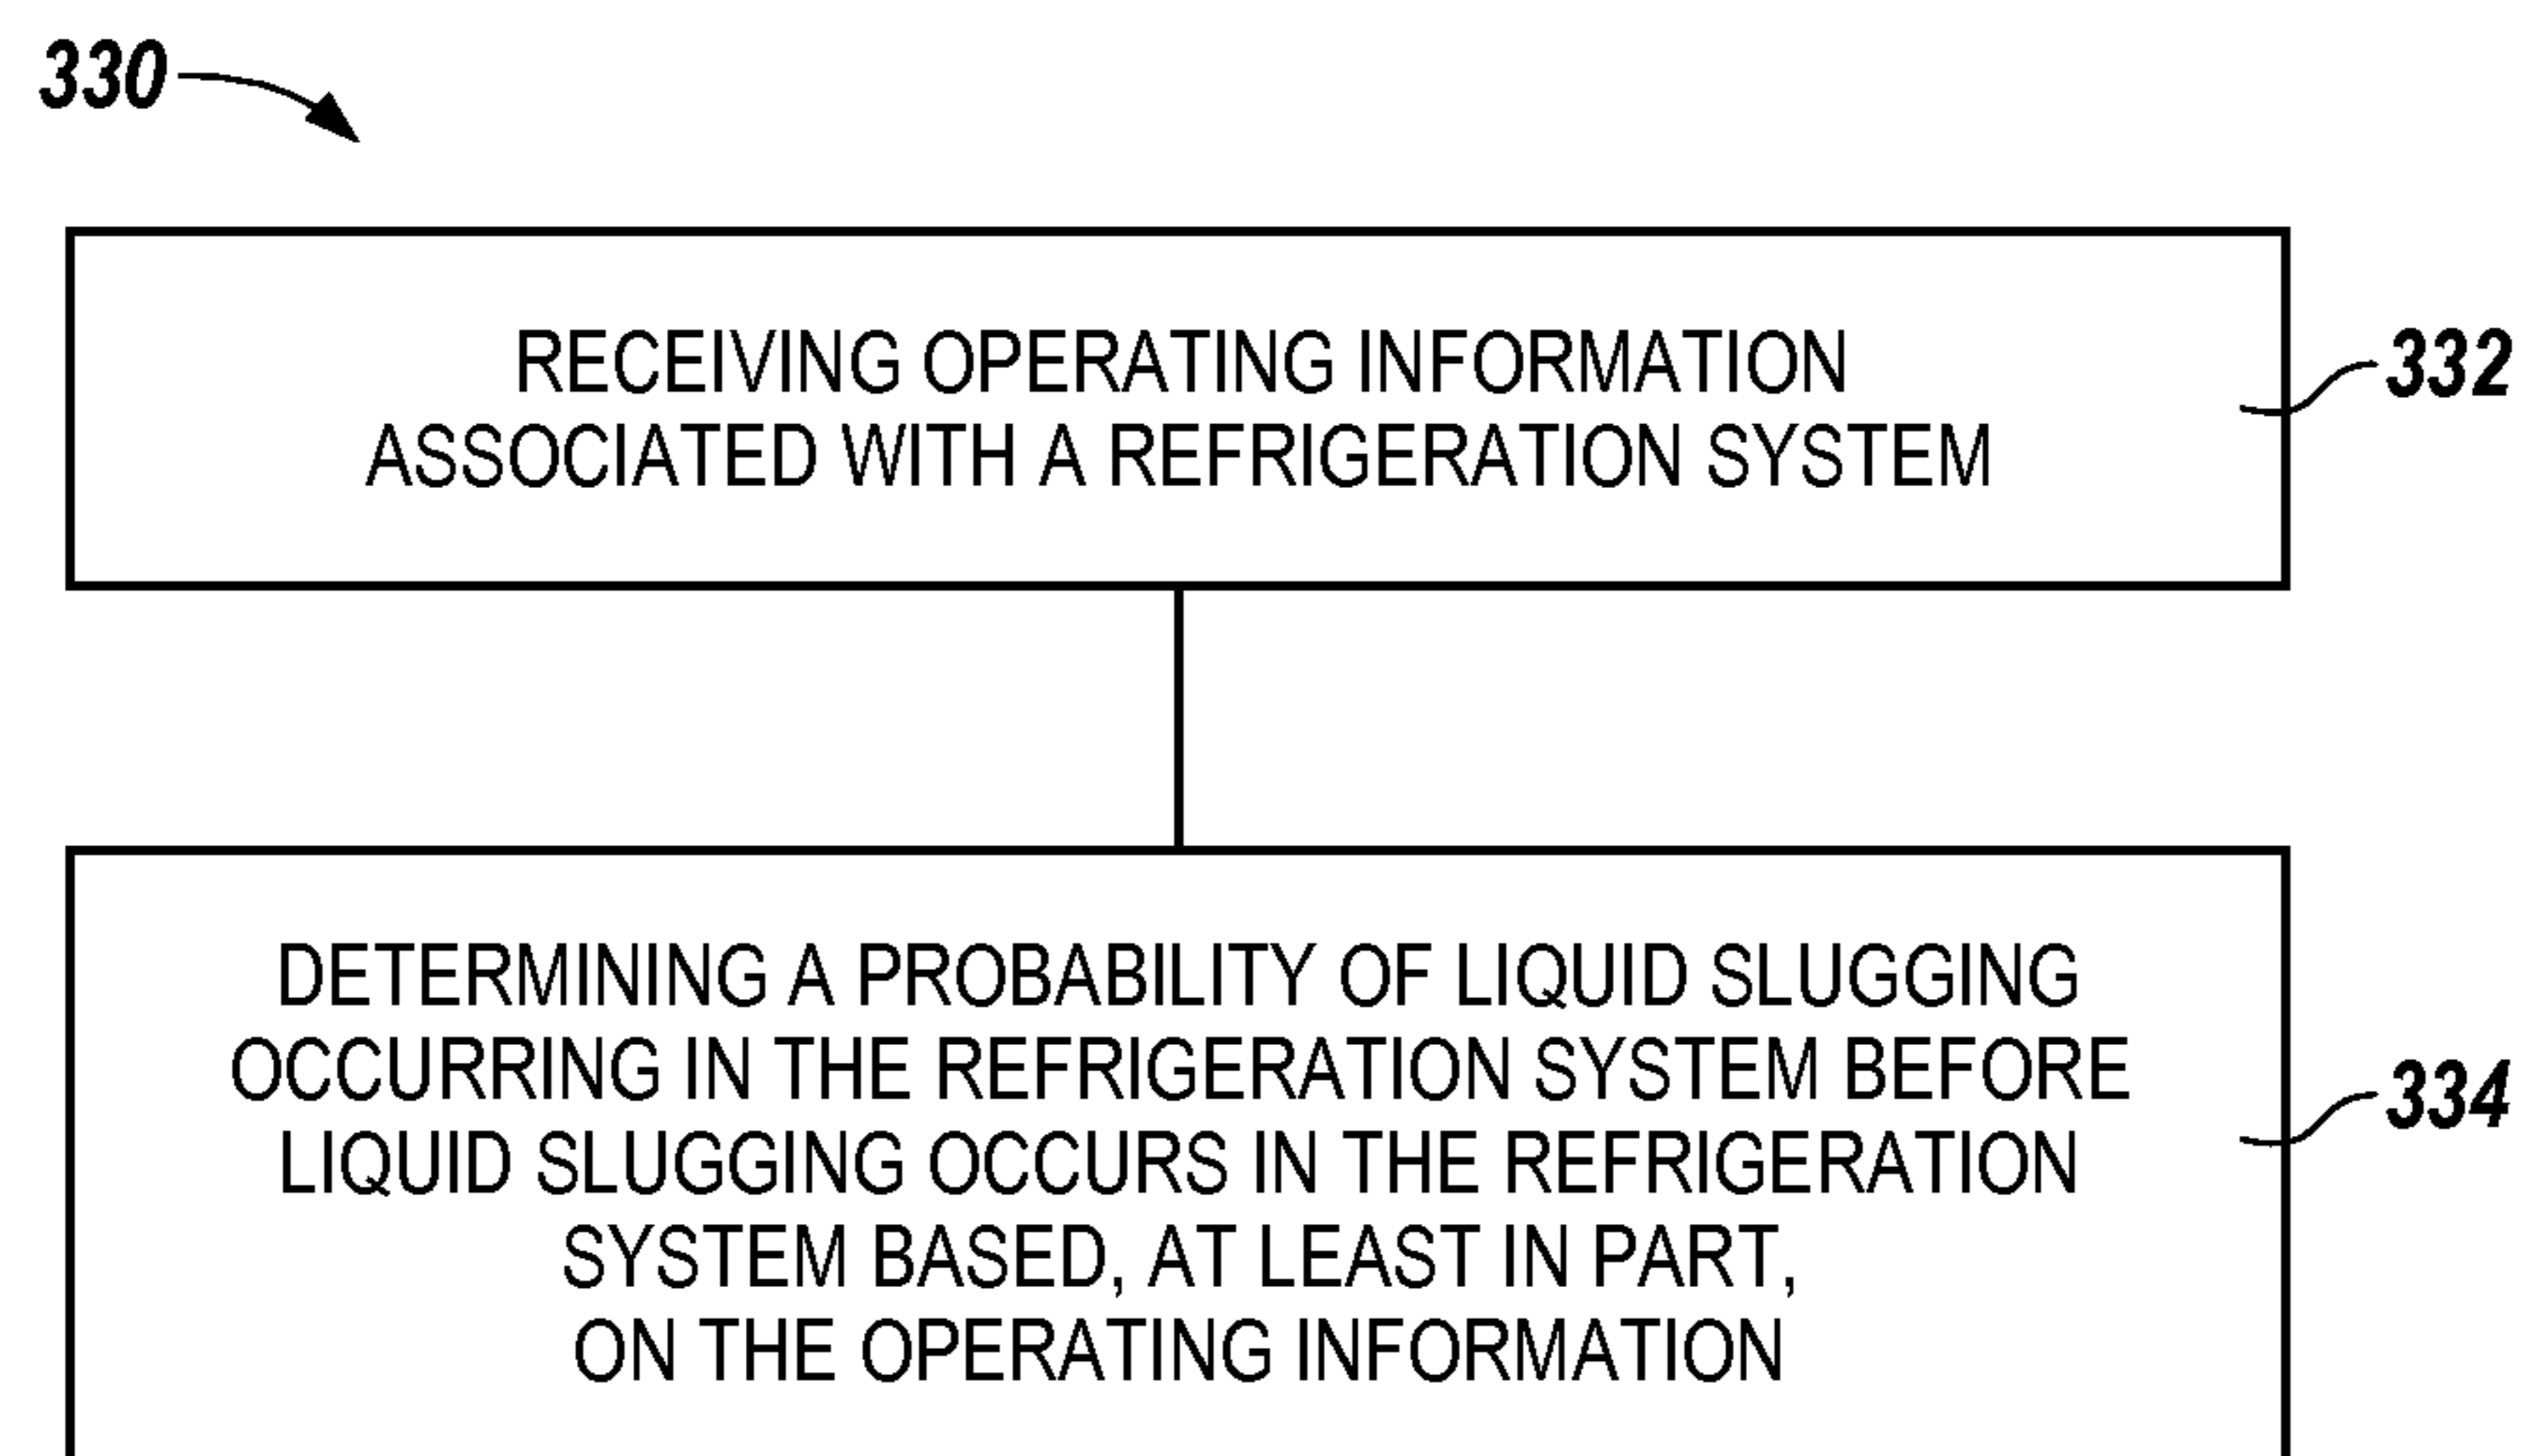 330
RECEIVING OPERATING INFORMATION
ASSOCIATED WITH A REFRIGERATION SYSTEM
332
DETERMINING A PROBABILITY OF LIQUID SLUGGING
OCCURRING IN THE REFRIGERATION SYSTEM BEFORE
LIQUID SLUGGING OCCURS IN THE REFRIGERATION
SYSTEM BASED, AT LEAST IN PART,
ON THE OPERATING INFORMATION
334